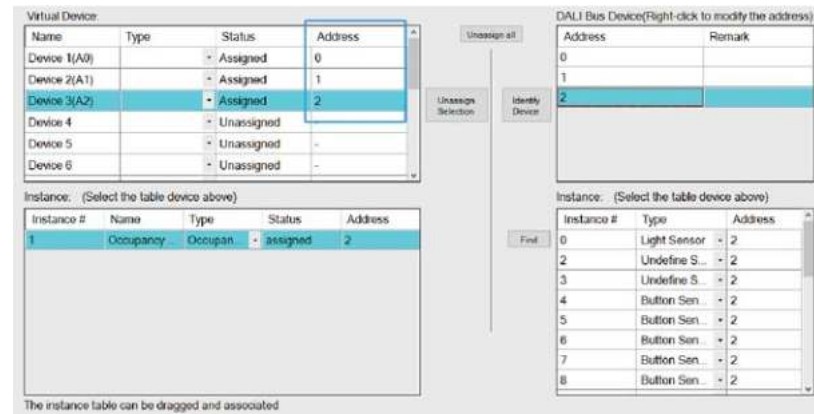 Virtual Device:
DALI Bus Device(Right-click to modify the address)
Name Type Status Address
Unassign all
Address Remark
Device 1(A0) Assigned 0
0
Device 2(A1) Assigned 1
1
Device 3(A2) Assigned 2
Unassign Selection
Identify Device
2
Device 4 Unassigned -
Device 5 Unassigned -
Device 6 Unassigned -
Instance: (Select the table device above)
Instance: (Select the table device above)
Instance # Name Type Status Address
Instance # Type Address
1 Occupancy ... Occupan... assigned 2
Find
0 Light Sensor 2
2 Undefine S... 2
3 Undefine S... 2
4 Button Sen... 2
5 Button Sen... 2
6 Button Sen... 2
7 Button Sen... 2
8 Button Sen... 2
The instance table can be dragged and associated